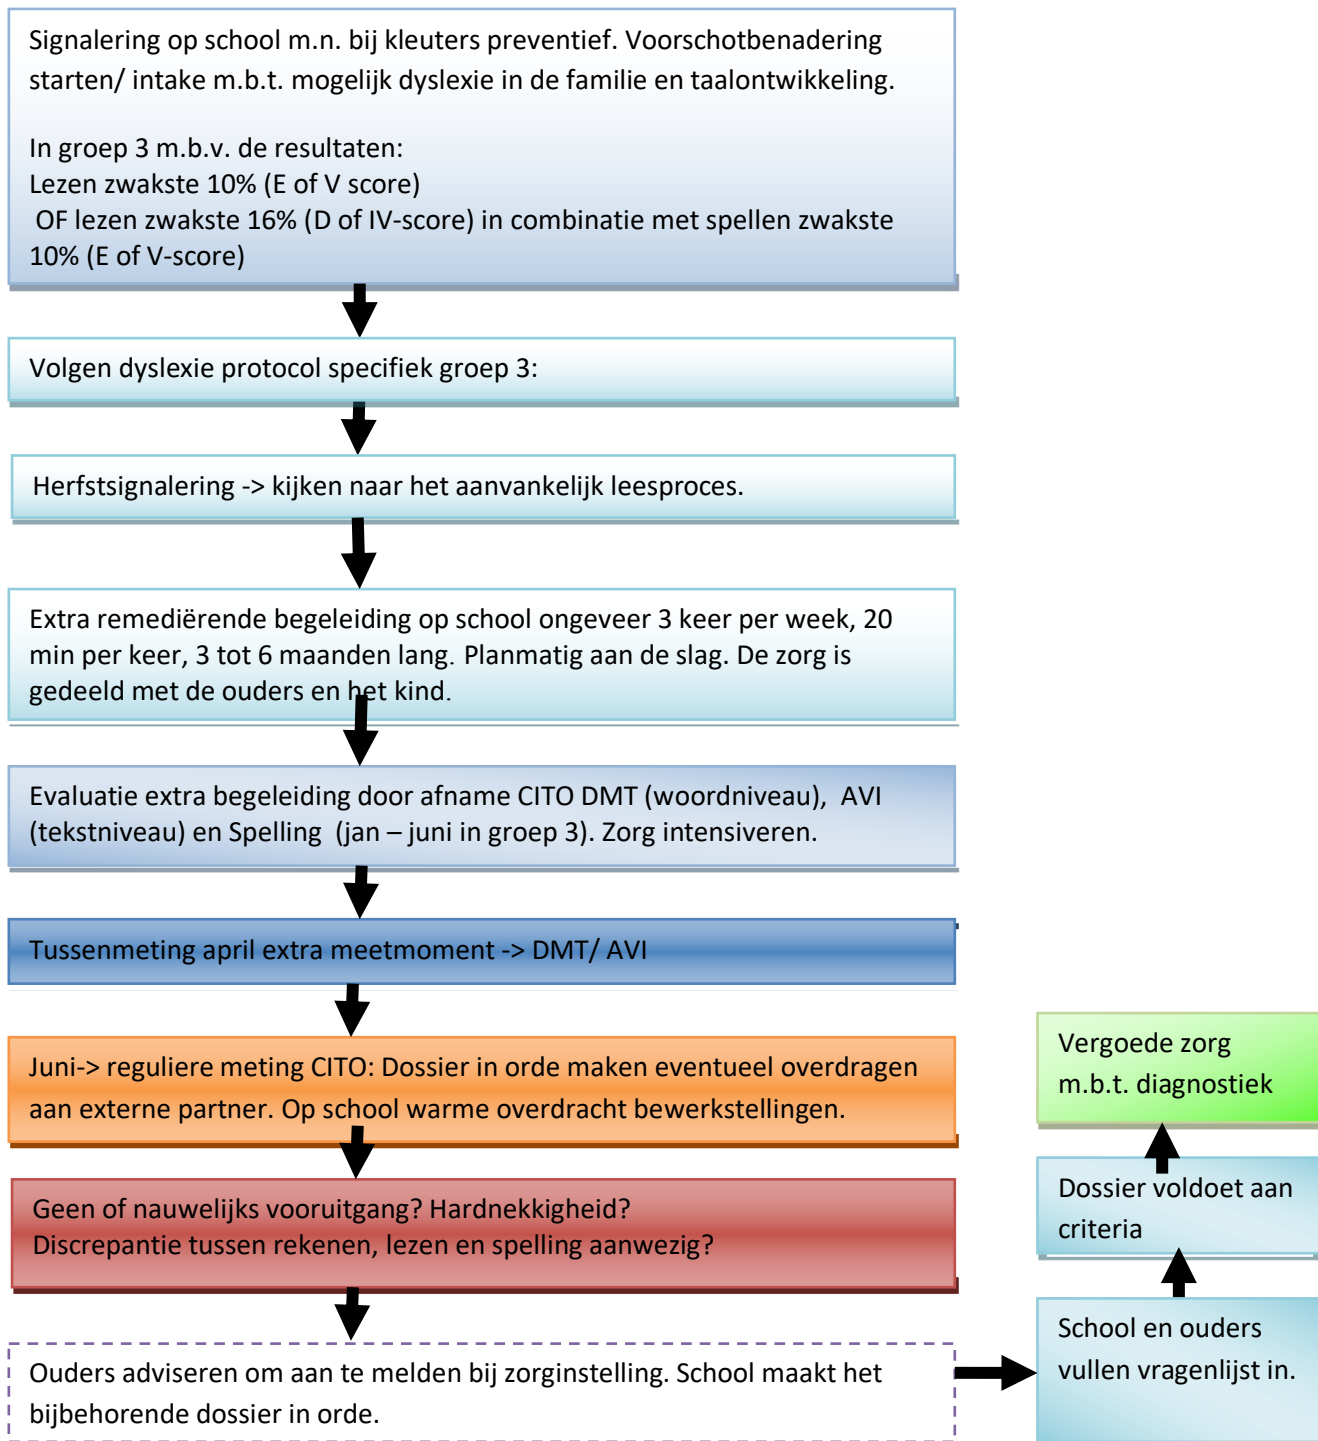 Signalering op school m.n. bij kleuters preventief. Voorschotbenadering
starten/ intake m.b.t. mogelijk dyslexie in de familie en taalontwikkeling.
In groep 3 m.b.v. de resultaten:
Lezen zwakste 10% (E of V score)
OF lezen zwakste 16% (D of IV-score) in combinatie met spellen zwakste
10% (E of V-score)
Volgen dyslexie protocol specifiek groep 3:
Herfstsignalering -> kijken naar het aanvankelijk leesproces.
Extra remediërende begeleiding op school ongeveer 3 keer per week, 20
min per keer, 3 tot 6 maanden lang. Planmatig aan de slag. De zorg is
gedeeld met de ouders en het kind.
Evaluatie extra begeleiding door afname CITO DMT (woordniveau),  AVI
(tekstniveau) en Spelling  (jan – juni in groep 3). Zorg intensiveren.
Tussenmeting april extra meetmoment -> DMT/ AVI
Juni-> reguliere meting CITO: Dossier in orde maken eventueel overdragen
aan externe partner. Op school warme overdracht bewerkstellingen.
Geen of nauwelijks vooruitgang? Hardnekkigheid?
Discrepantie tussen rekenen, lezen en spelling aanwezig?
Ouders adviseren om aan te melden bij zorginstelling. School maakt het
bijbehorende dossier in orde.
School en ouders
vullen vragenlijst in.
Dossier voldoet aan
criteria
Vergoede zorg
m.b.t. diagnostiek